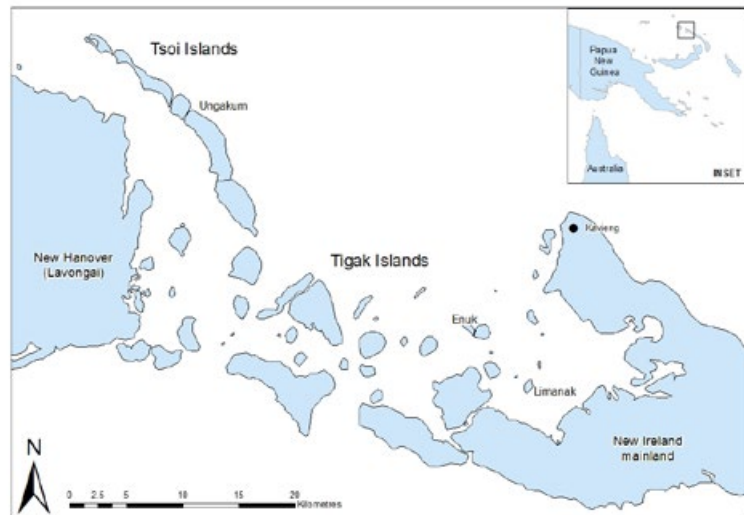 Tsoi Islands
Ungakum
Papua
New
Guinea
Australia
INSET
New Hanover
(Lavongai)
Tigak Islands
Kavieng
Enuk
Limanak
New Ireland
mainland
N
0 2.5 5 10 15 20
Kilometres